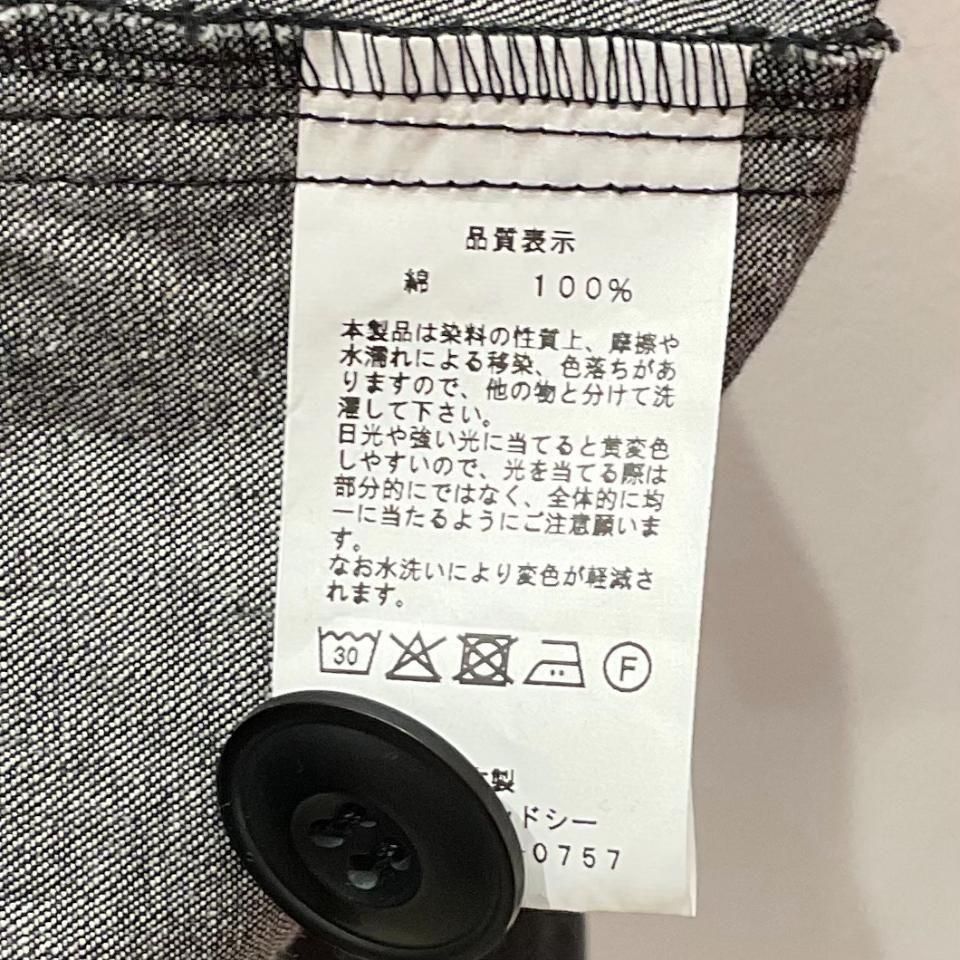 品質表示
綿 100%
本製品は染料の性質上、摩擦や
水濡れによる移染、色落ちがあ
りますので、他の物と分けて洗
濯して下さい。
日光や強い光に当てると黄変色
しやすいので、光を当てる際は
部分的にではなく、全体的に均
一に当たるようにご注意願いま
す。
なお水洗いにより変色が軽減さ
れます。
30 F
製
ドシー
0757